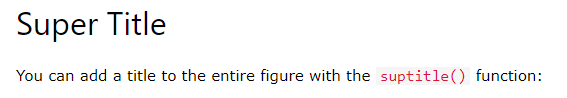 Super Title
You can add a title to the entire figure with the suptitle() function: